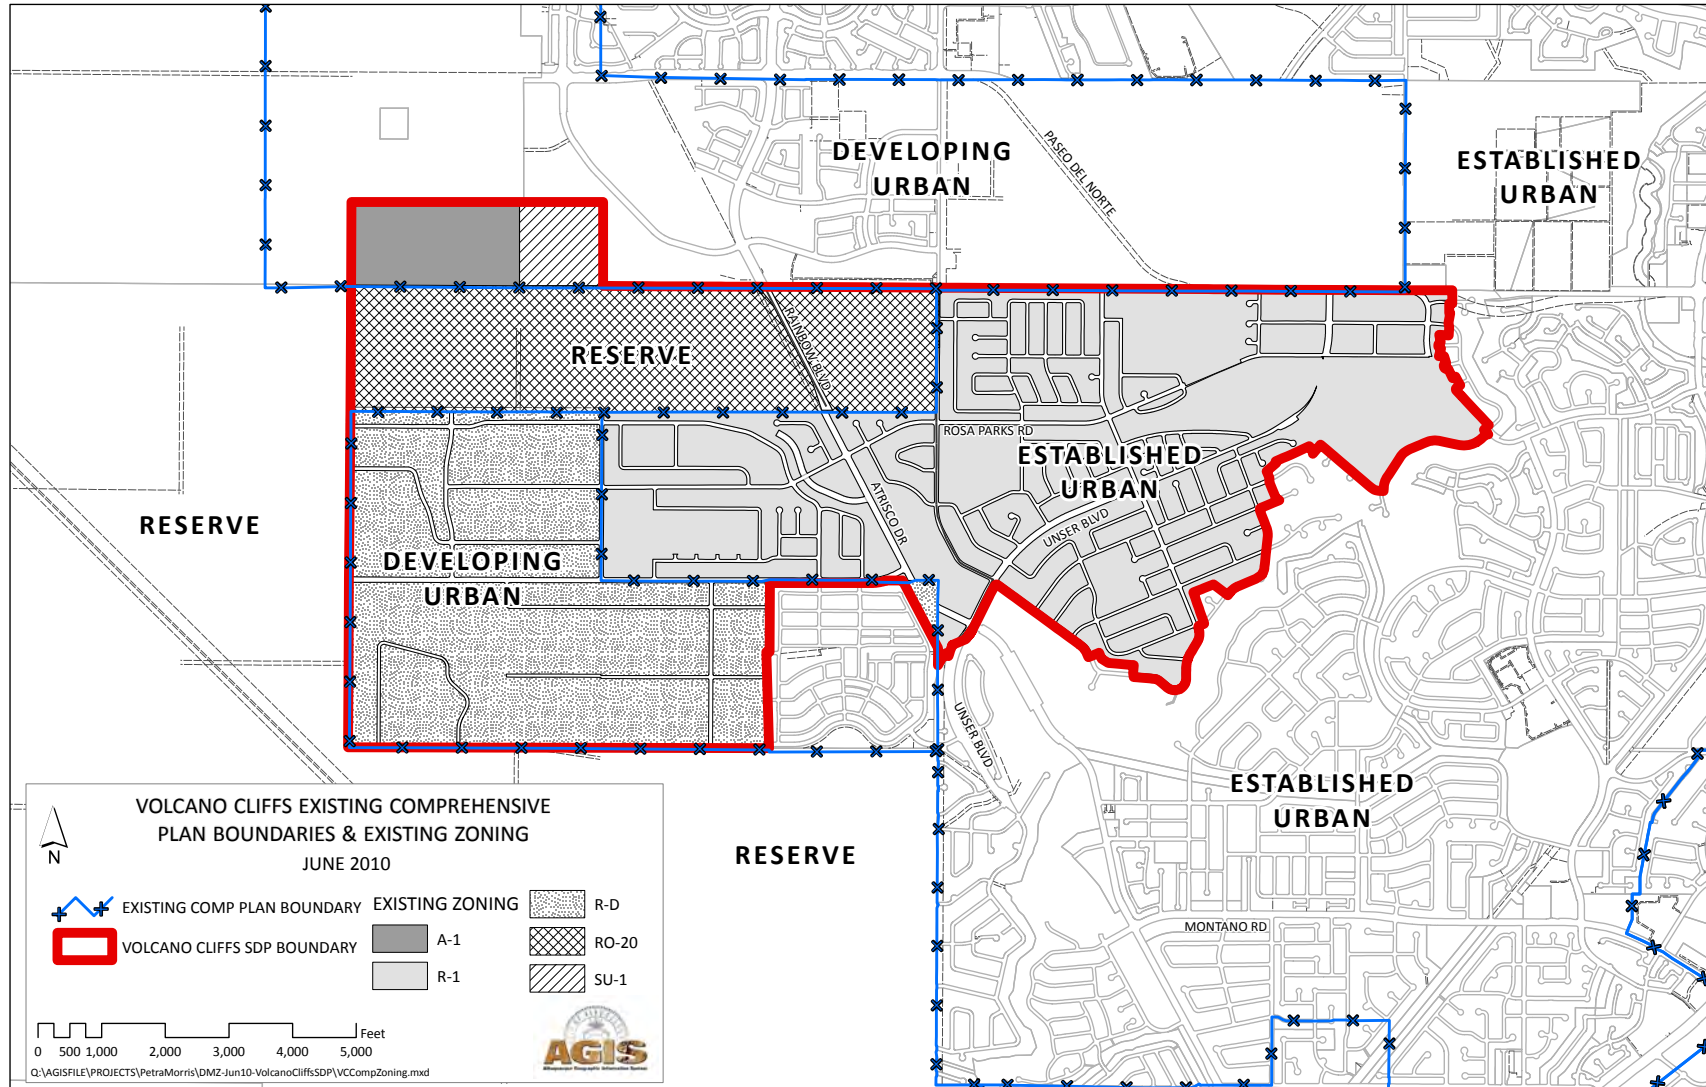 DEVELOPING
URBAN
PASEO DEL NORTE
ESTABLISHED
URBAN
RESERVE
RAINBOW BLVD
ROSA PARKS RD
ESTABLISHED
URBAN
ATRISCO DR
UNSER BLVD
RESERVE
DEVELOPING
URBAN
UNSER BLVD
ESTABLISHED
URBAN
RESERVE
MONTANO RD
VOLCANO CLIFFS EXISTING COMPREHENSIVE
PLAN BOUNDARIES & EXISTING ZONING
JUNE 2010
N
EXISTING COMP PLAN BOUNDARY
VOLCANO CLIFFS SDP BOUNDARY
EXISTING ZONING
A-1
R-1
R-D
RO-20
SU-1
Feet
0 500 1,000 2,000 3,000 4,000 5,000
AGIS
Albuquerque Geographic Information System
Q:\AGISFILE\PROJECTS\PetraMorris\DMZ-Jun10-VolcanoCliffsSDP\VCCompZoning.mxd